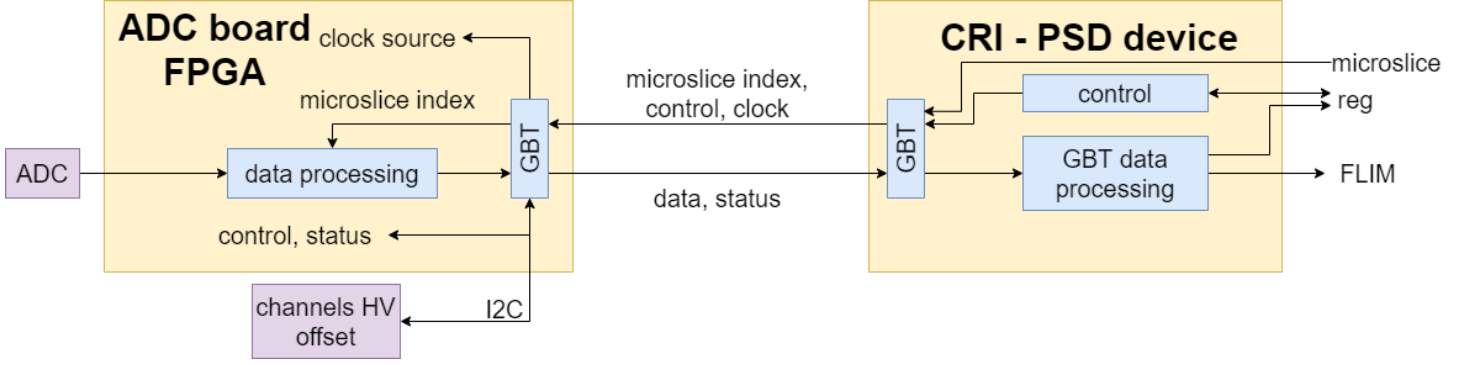 ADC board
FPGA
clock source
microslice index
GBT
ADC
data processing
control, status
channels HV
offset
I2C
microslice index,
control, clock
data, status
CRI - PSD device
GBT
control
GBT data
processing
microslice
reg
FLIM